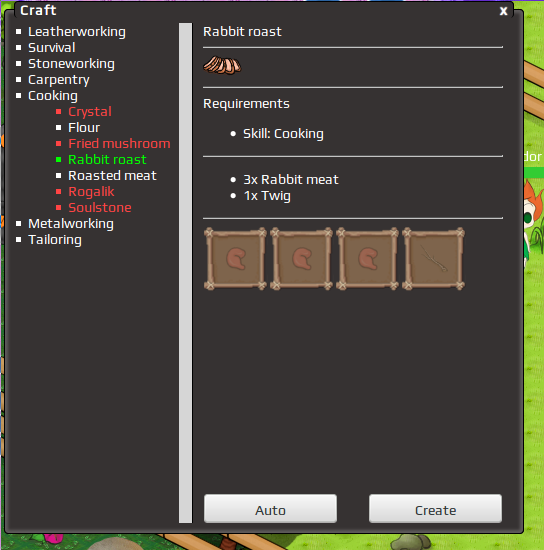 Craft
x
Leatherworking
Survival
Stoneworking
Carpentry
Cooking
Crystal
Flour
Fried mushroom
Rabbit roast
Roasted meat
Rogalik
Soulstone
Metalworking
Tailoring
Rabbit roast
Requirements
Skill: Cooking
3x Rabbit meat
1x Twig
Auto
Create
dor